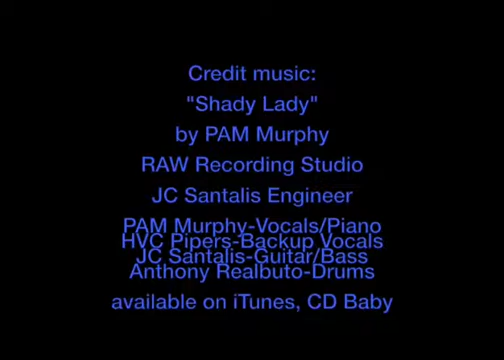 Credit music:
"Shady Lady"
by PAM Murphy
RAW Recording Studio
JC Santalis Engineer
PAM Murphy-Vocals/Piano
HVC Pipers-Backup Vocals
JC Santalis-Guitar/Bass
Anthony Realbuto-Drums
available on iTunes, CD Baby